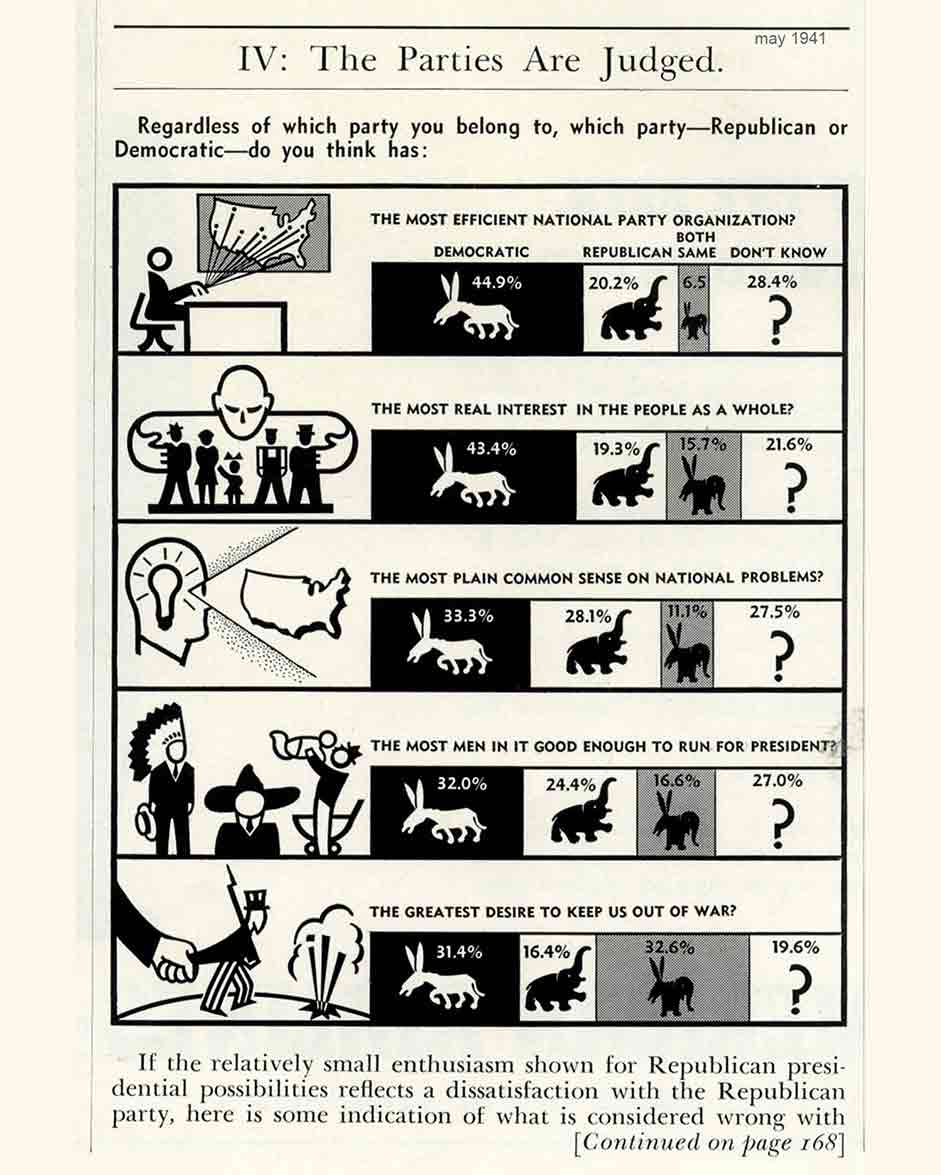 may 1941
IV: The Parties Are Judged.
Regardless of which party you belong to, which party—Republican or
Democratic—do you think has:
THE MOST EFFICIENT NATIONAL PARTY ORGANIZATION?
DEMOCRATIC REPUBLICAN BOTH SAME DON'T KNOW
44.9% 20.2% 6.5 28.4%
?
THE MOST REAL INTEREST IN THE PEOPLE AS A WHOLE?
43.4% 19.3% 15.7% 21.6%
?
THE MOST PLAIN COMMON SENSE ON NATIONAL PROBLEMS?
33.3% 28.1% 11.1% 27.5%
?
THE MOST MEN IN IT GOOD ENOUGH TO RUN FOR PRESIDENT?
32.0% 24.4% 16.6% 27.0%
?
THE GREATEST DESIRE TO KEEP US OUT OF WAR?
31.4% 16.4% 32.6% 19.6%
?
If the relatively small enthusiasm shown for Republican presi-
dential possibilities reflects a dissatisfaction with the Republican
party, here is some indication of what is considered wrong with
[Continued on page 168]